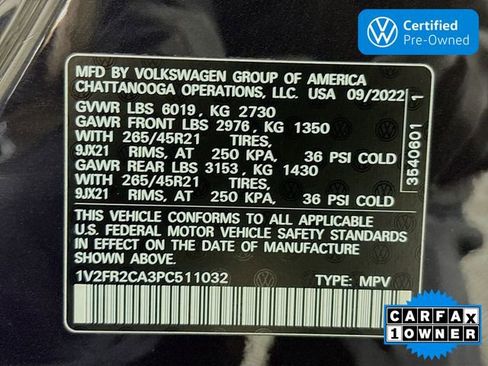 Certified
Pre-Owned
MFD BY VOLKSWAGEN GROUP OF AMERICA
CHATTANOOGA OPERATIONS, LLC. USA 09/2022
GVWR LBS 6019, KG 2730
GAWR FRONT LBS 2976, KG 1350
WITH 265/45R21 TIRES,
9JX21 RIMS, AT 250 KPA, 36 PSI COLD
GAWR REAR LBS 3153, KG 1430
WITH 265/45R21 TIRES,
9JX21 RIMS, AT 250 KPA, 36 PSI COLD
THIS VEHICLE CONFORMS TO ALL APPLICABLE
U.S. FEDERAL MOTOR VEHICLE SAFETY STANDARDS
IN EFFECT ON THE DATE OF MANUFACTURE
SHOWN ABOVE.
1V2FR2CA3PC511032 TYPE: MPV
3540601 1
CARFAX
1 OWNER